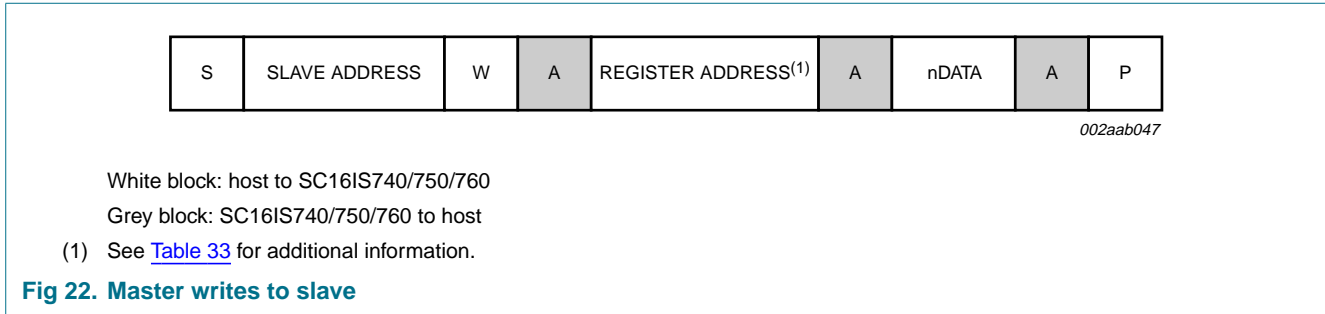 S SLAVE ADDRESS W A REGISTER ADDRESS(1) A nDATA A P
002aab047
White block: host to SC16IS740/750/760
Grey block: SC16IS740/750/760 to host
(1) See Table 33 for additional information.
Fig 22. Master writes to slave